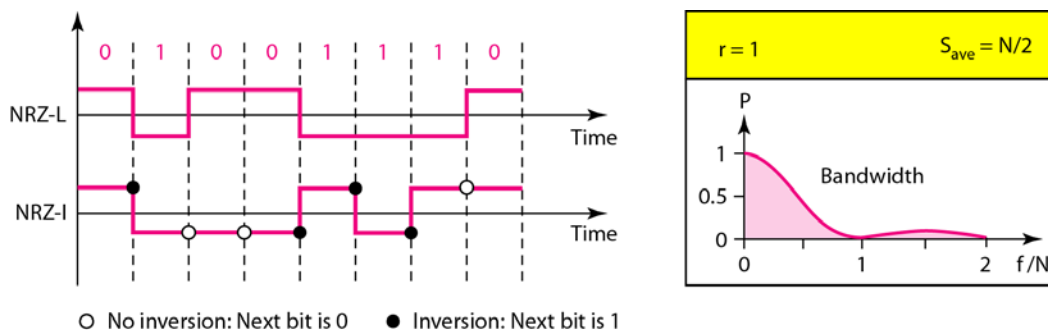 0 1 0 0 1 1 1 0
NRZ-L
Time
NRZ-I
Time
○ No inversion: Next bit is 0 ● Inversion: Next bit is 1
r = 1 S_ave = N/2
P
1
Bandwidth
0.5
0
0 1 2 f/N